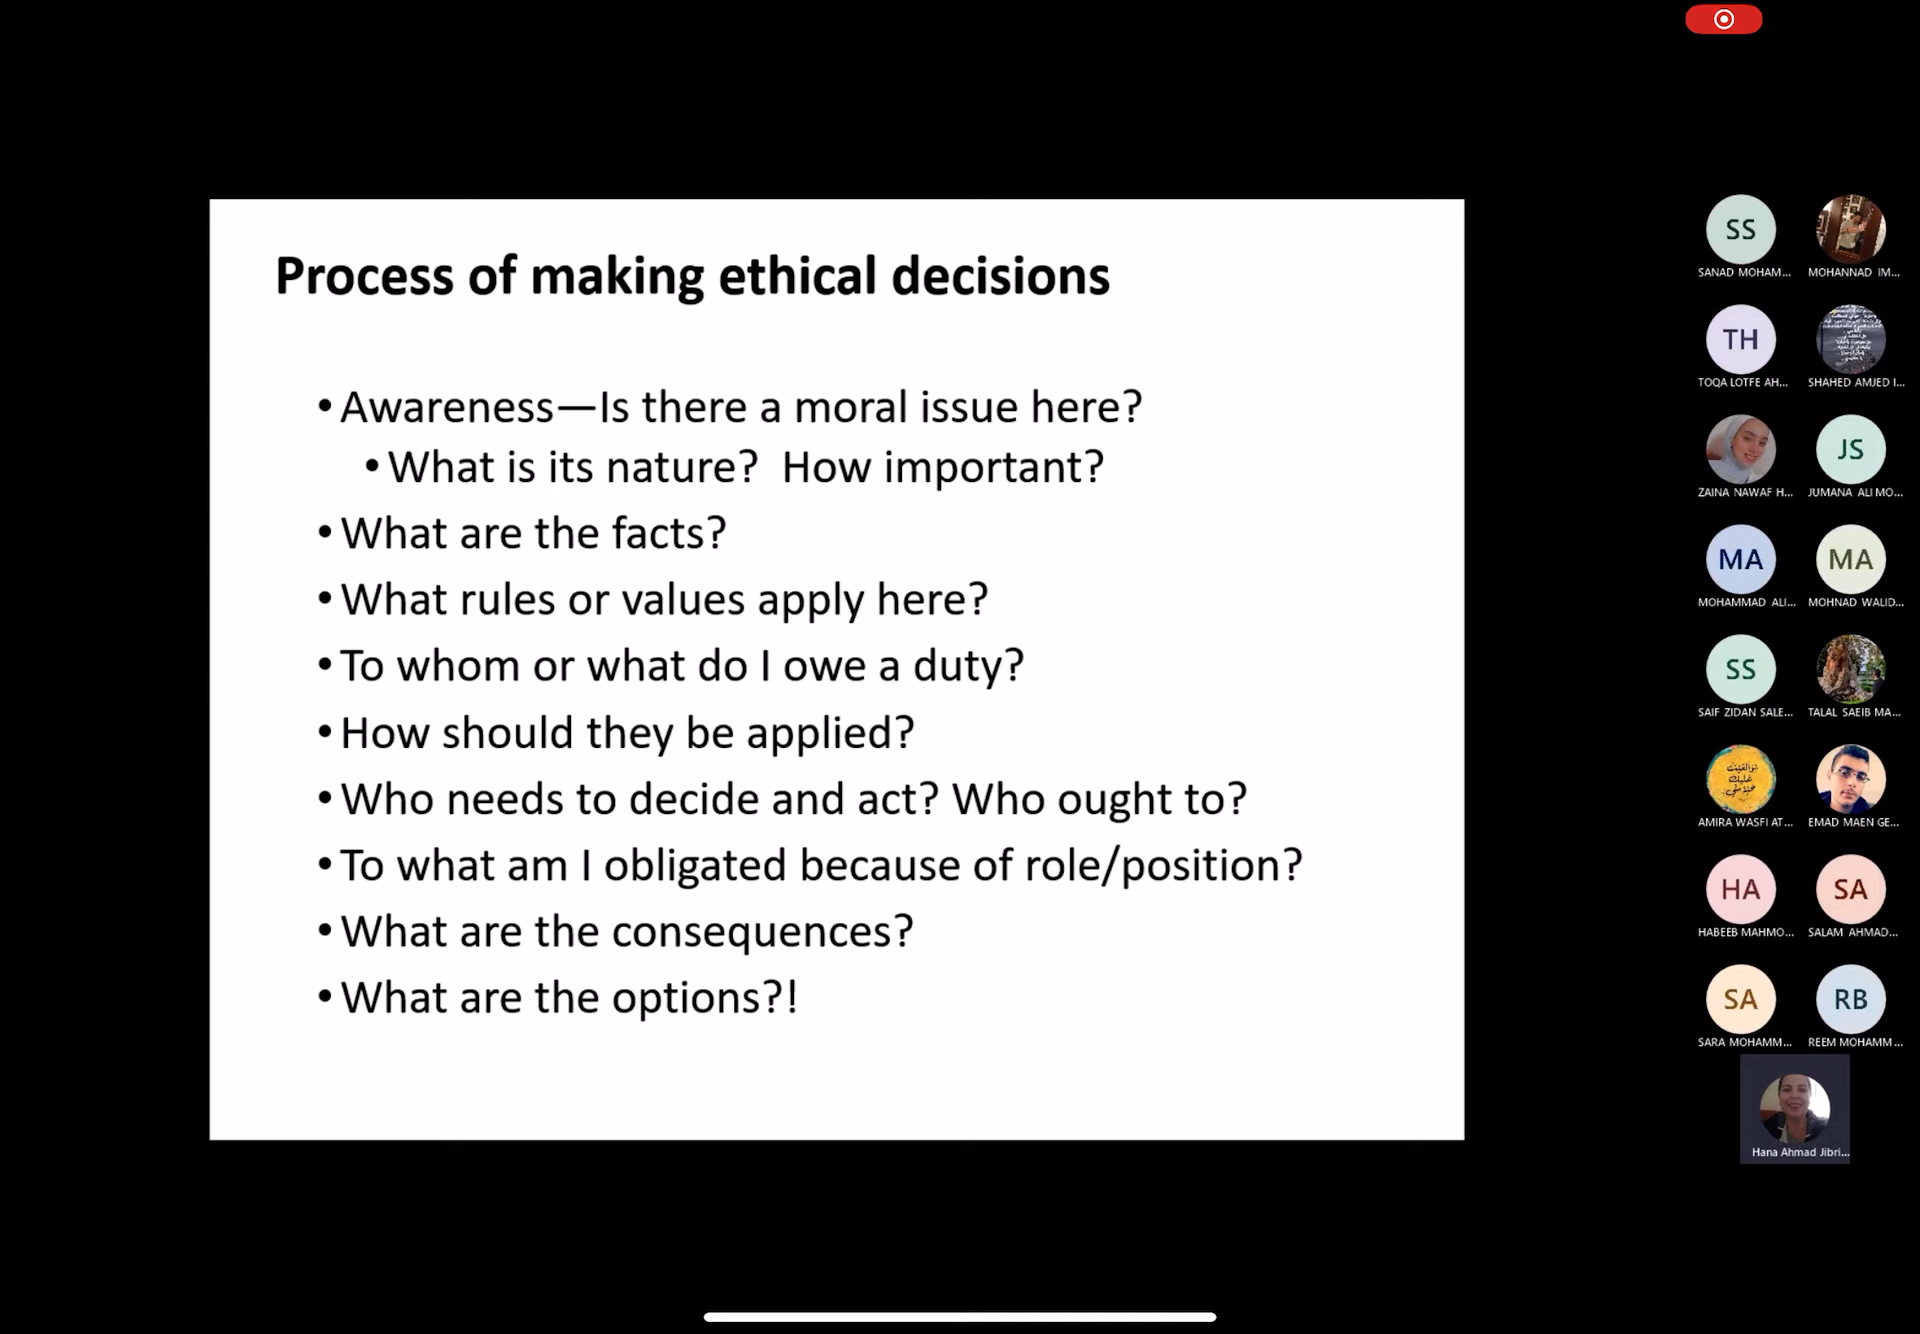 Process of making ethical decisions
•Awareness—Is there a moral issue here?
•What is its nature?  How important?
•What are the facts?
•What rules or values apply here?
•To whom or what do I owe a duty?
•How should they be applied?
•Who needs to decide and act? Who ought to?
•To what am I obligated because of role/position?
•What are the consequences?
•What are the options?!
SS
SANAD MOHAM...
MOHANNAD IM...
TH
TOQA LOTFE AH...
SHAHED AMJED I...
ZAINA NAWAF H...
JS
JUMANA ALI MO...
MA
MOHAMMAD ALI...
MA
MOHNAD WALID...
SS
SAIF ZIDAN SALE...
TALAL SAEIB MA...
AMIRA WASFI AT...
EMAD MAEN GE...
HA
HABEEB MAHMO...
SA
SALAM AHMAD...
SA
SARA MOHAMM...
RB
REEM MOHAMM...
Hana Ahmad Jibri...